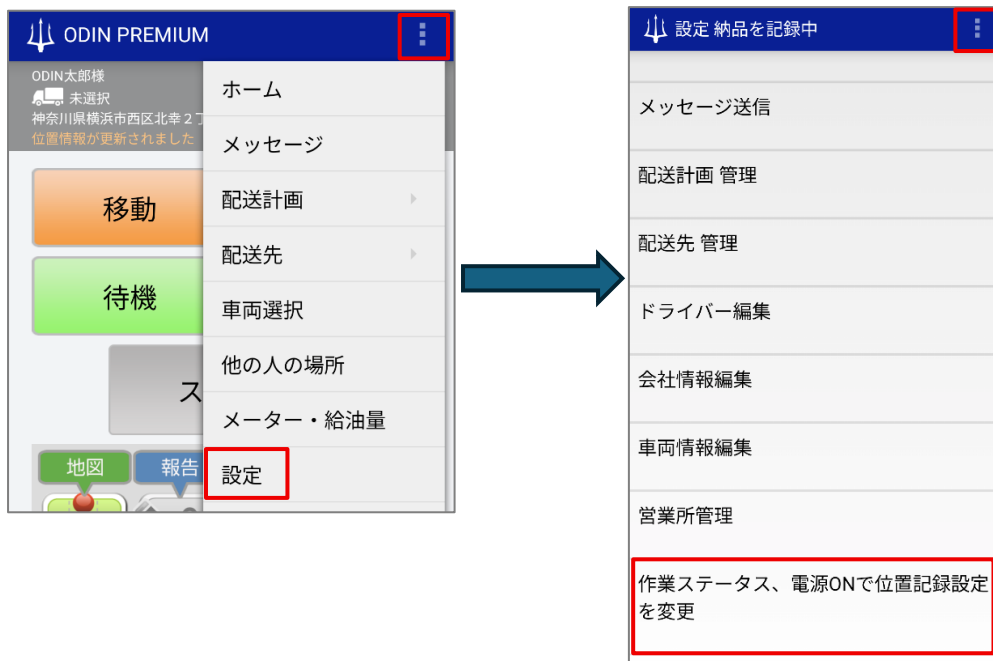 ODIN PREMIUM
ODIN太郎様
未選択
神奈川県横浜市西区北幸２丁
位置情報が更新されました
移動
待機
ス
地図
報告
ホーム
メッセージ
配送計画
配送先
車両選択
他の人の場所
メーター・給油量
設定
設定 納品を記録中
メッセージ送信
配送計画 管理
配送先 管理
ドライバー編集
会社情報編集
車両情報編集
営業所管理
作業ステータス、電源ONで位置記録設定
を変更